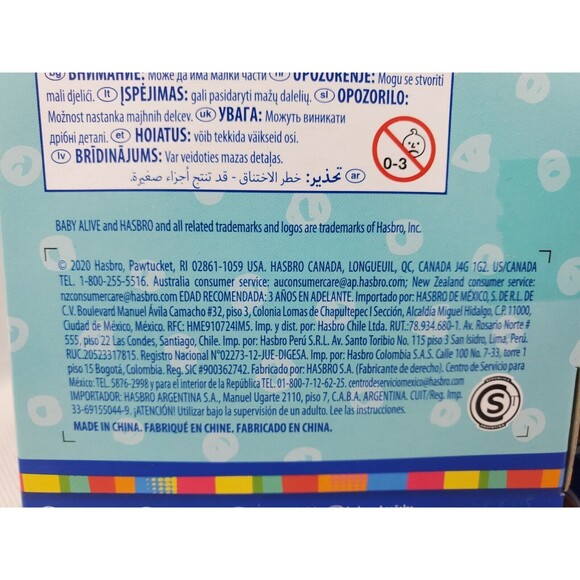 bg ВНИМАНИЕ: Може да има малки части hr UPOZORENJE: Mogu se stvoriti
mali djelići. lt ĮSPĖJIMAS: gali pasidaryti mažų dalelių. sl OPOZORILO:
Možnost nastanka majhnih delcev. uk УВАГА: Можуть виникати
дрібні деталі. et HOIATUS: võib tekkida väikseid osi.
lv BRĪDINĀJUMS: Var veidoties mazas detaļas.
ar تحذير: خطر الاختناق - قد تنتج أجزاء صغيرة.
0-3
BABY ALIVE and HASBRO and all related trademarks and logos are trademarks of Hasbro, Inc.
© 2020 Hasbro, Pawtucket, RI 02861-1059 USA. HASBRO CANADA, LONGUEUIL, QC, CANADA J4G 1G2. US/CANADA
TEL. 1-800-255-5516. Australia consumer service: auconsumercare@ap.hasbro.com; New Zealand consumer service:
nzconsumercare@hasbro.com EDAD RECOMENDADA: 3 AÑOS EN ADELANTE. Importado por: HASBRO DE MÉXICO, S. DE R.L. DE
C.V. Boulevard Manuel Ávila Camacho #32, piso 3, Colonia Lomas de Chapultepec I Sección, Alcaldía Miguel Hidalgo, C.P. 11000,
Ciudad de México, México. RFC: HME910724IM5. Imp. y dist. por: Hasbro Chile Ltda. RUT: 78.934.680-1. Av. Rosario Norte #
555, piso 22 Las Condes, Santiago, Chile. Imp. por: Hasbro Perú S.R.L. Av. Santo Toribio No. 115 piso 3 San Isidro, Lima, Perú.
RUC.20523317815. Registro Nacional N°02273-12-JUE-DIGESA. Imp. por: Hasbro Colombia S.A.S. Calle 100 No. 7-33, torre 1
piso 15 Bogotá, Colombia. Reg. SIC #900362742. Fabricado por: HASBRO S.A. (Fabricante de derecho). Centro de Servicio para
México: TEL. 5876-2998 y para el interior de la República TEL. 01-800-7-12-62-25. centrodeserviciomexico@hasbro.com
IMPORTADOR: HASBRO ARGENTINA S.A., Manuel Ugarte 2110, piso 7, C.A.B.A. ARGENTINA. CUIT/Reg. Imp.
33-69155044-9. ¡ATENCIÓN! Utilizar bajo la supervisión de un adulto. Lee las instrucciones.
MADE IN CHINA. FABRIQUÉ EN CHINE. FABRICADO EN CHINA.
S